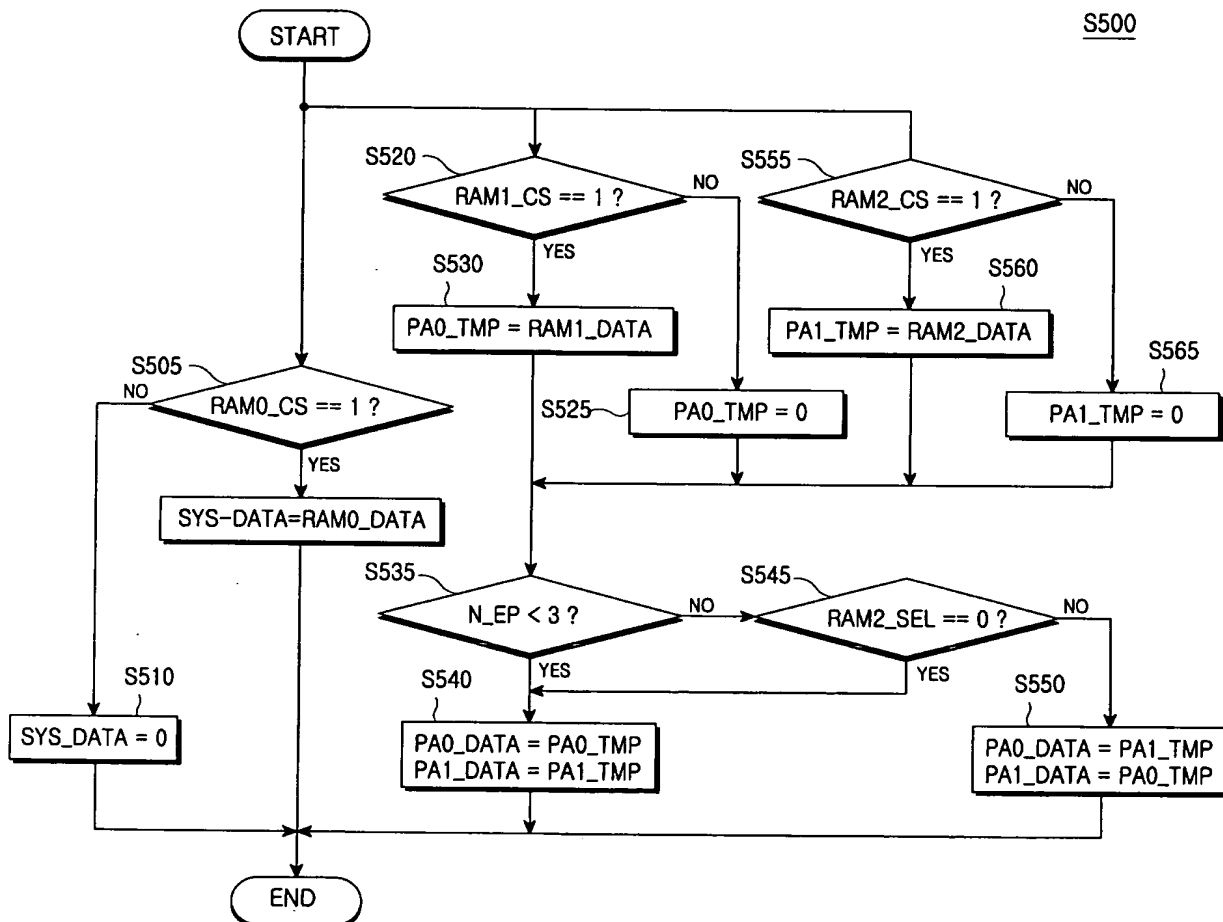 START
S500
S520
RAM1_CS == 1 ?
NO
YES
S555
RAM2_CS == 1 ?
NO
YES
S530
PA0_TMP = RAM1_DATA
S560
PA1_TMP = RAM2_DATA
S505
NO
RAM0_CS == 1 ?
YES
S525
PA0_TMP = 0
S565
PA1_TMP = 0
SYS-DATA=RAM0_DATA
S535
N_EP < 3 ?
NO
YES
S545
RAM2_SEL == 0 ?
NO
YES
S510
SYS_DATA = 0
S540
PA0_DATA = PA0_TMP
PA1_DATA = PA1_TMP
S550
PA0_DATA = PA1_TMP
PA1_DATA = PA0_TMP
END